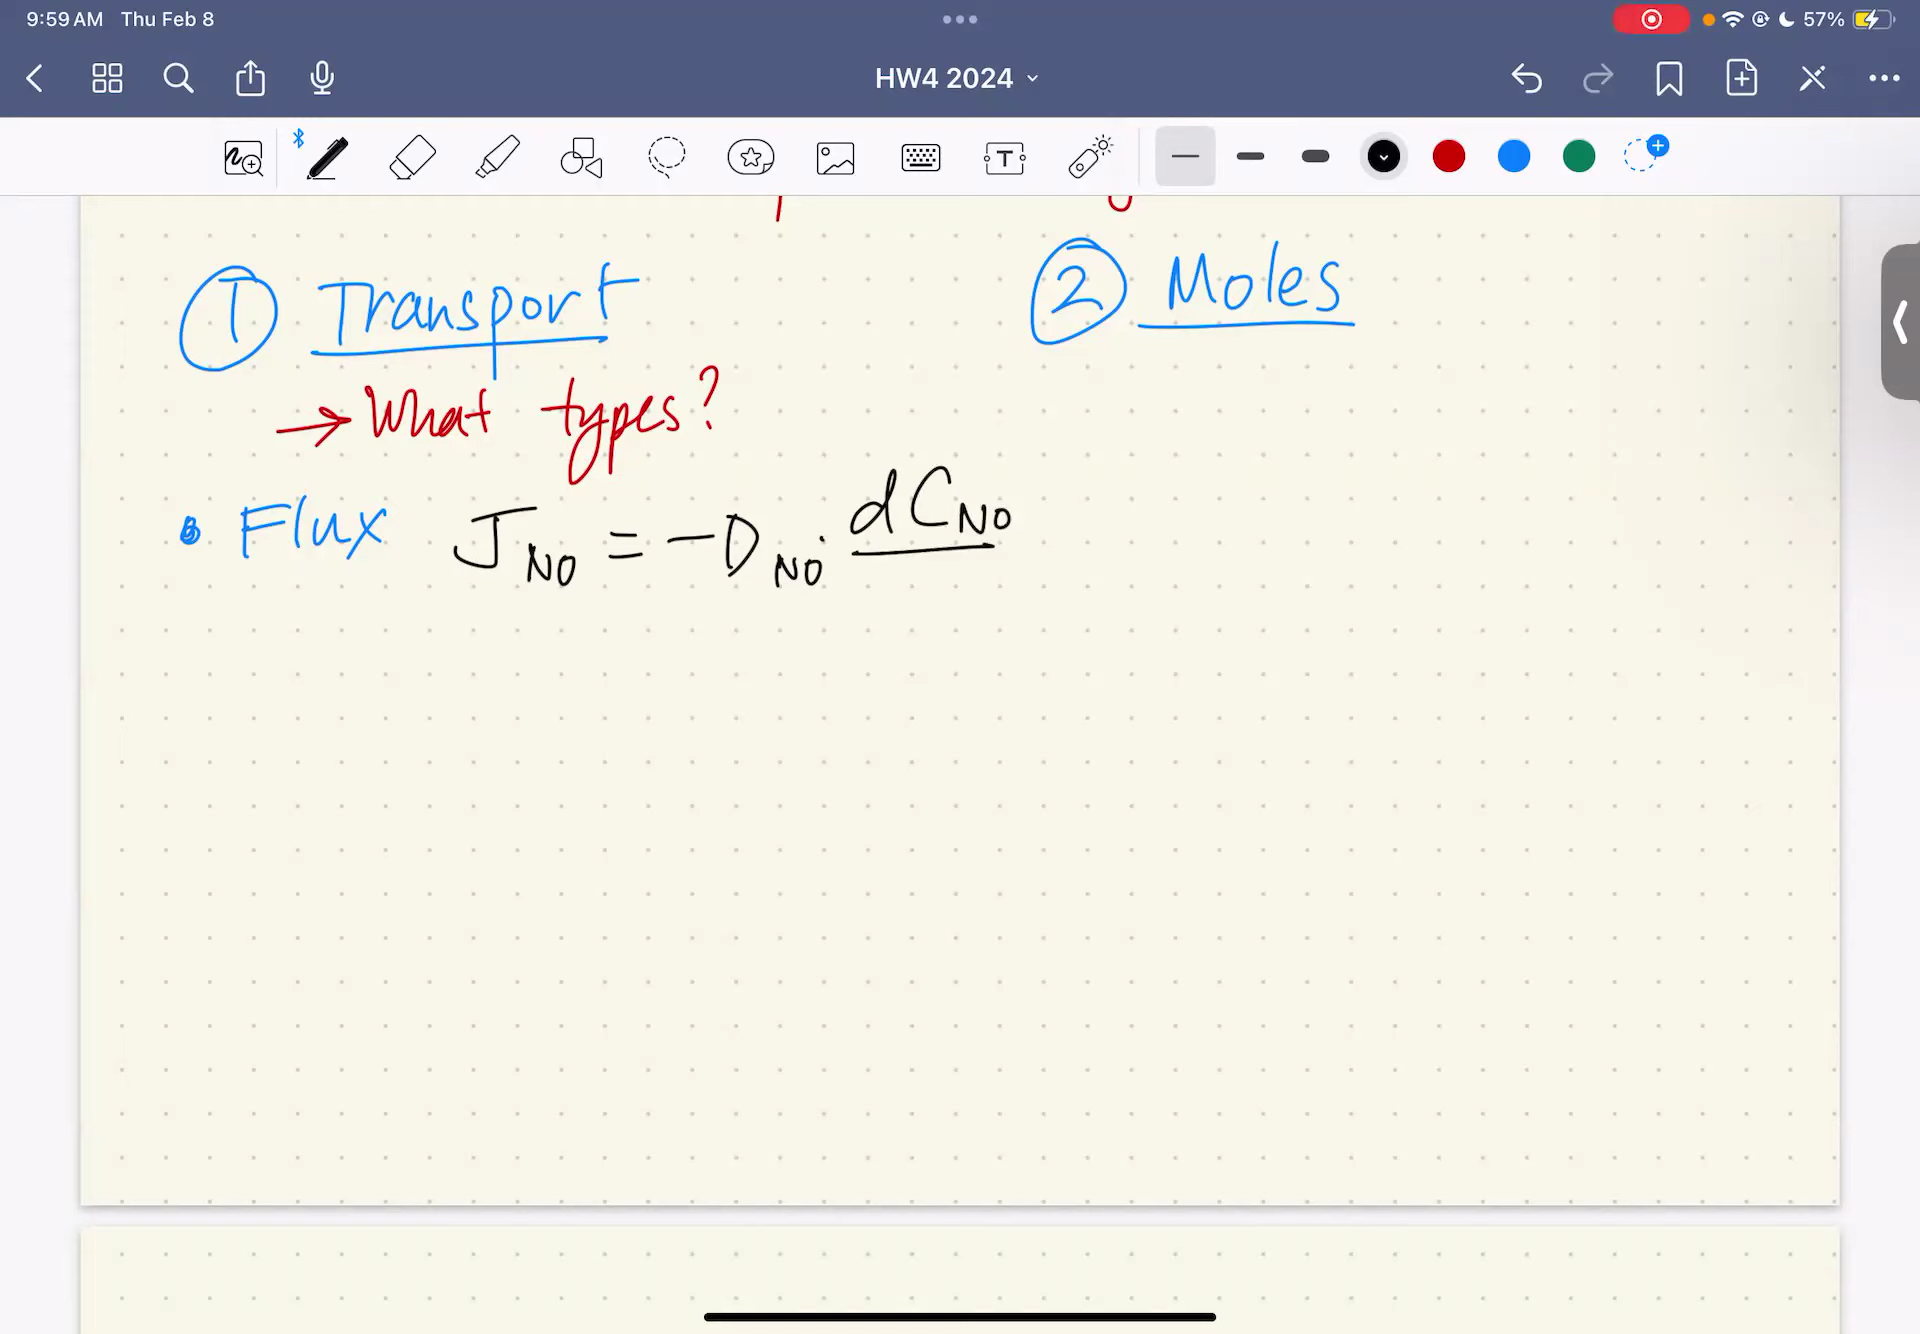 9:59 AM Thu Feb 8
57%
HW4 2024
① Transport
② Moles
→ What types?
• Flux J_NO = -D_NO · dC_NO